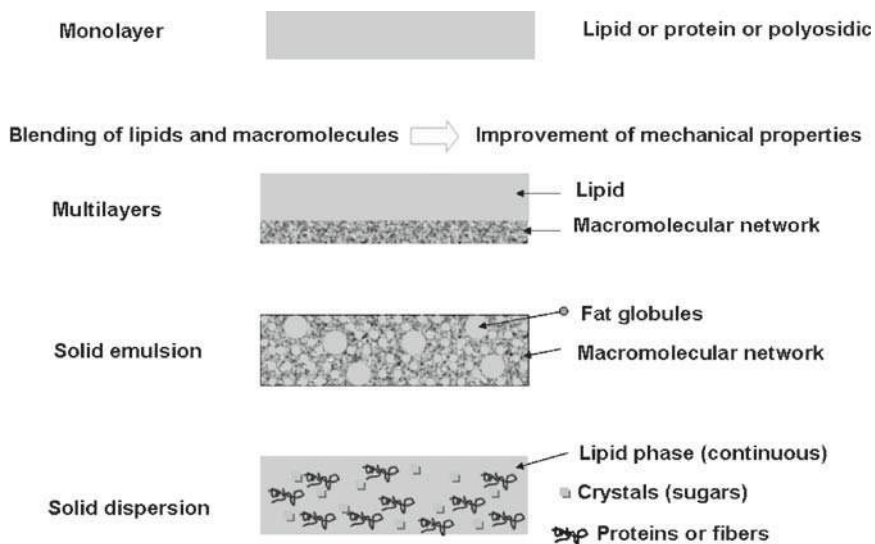 Monolayer
Lipid or protein or polyosidic
Blending of lipids and macromolecules
Improvement of mechanical properties
Multilayers
Lipid
Macromolecular network
Solid emulsion
Fat globules
Macromolecular network
Solid dispersion
Lipid phase (continuous)
Crystals (sugars)
Proteins or fibers